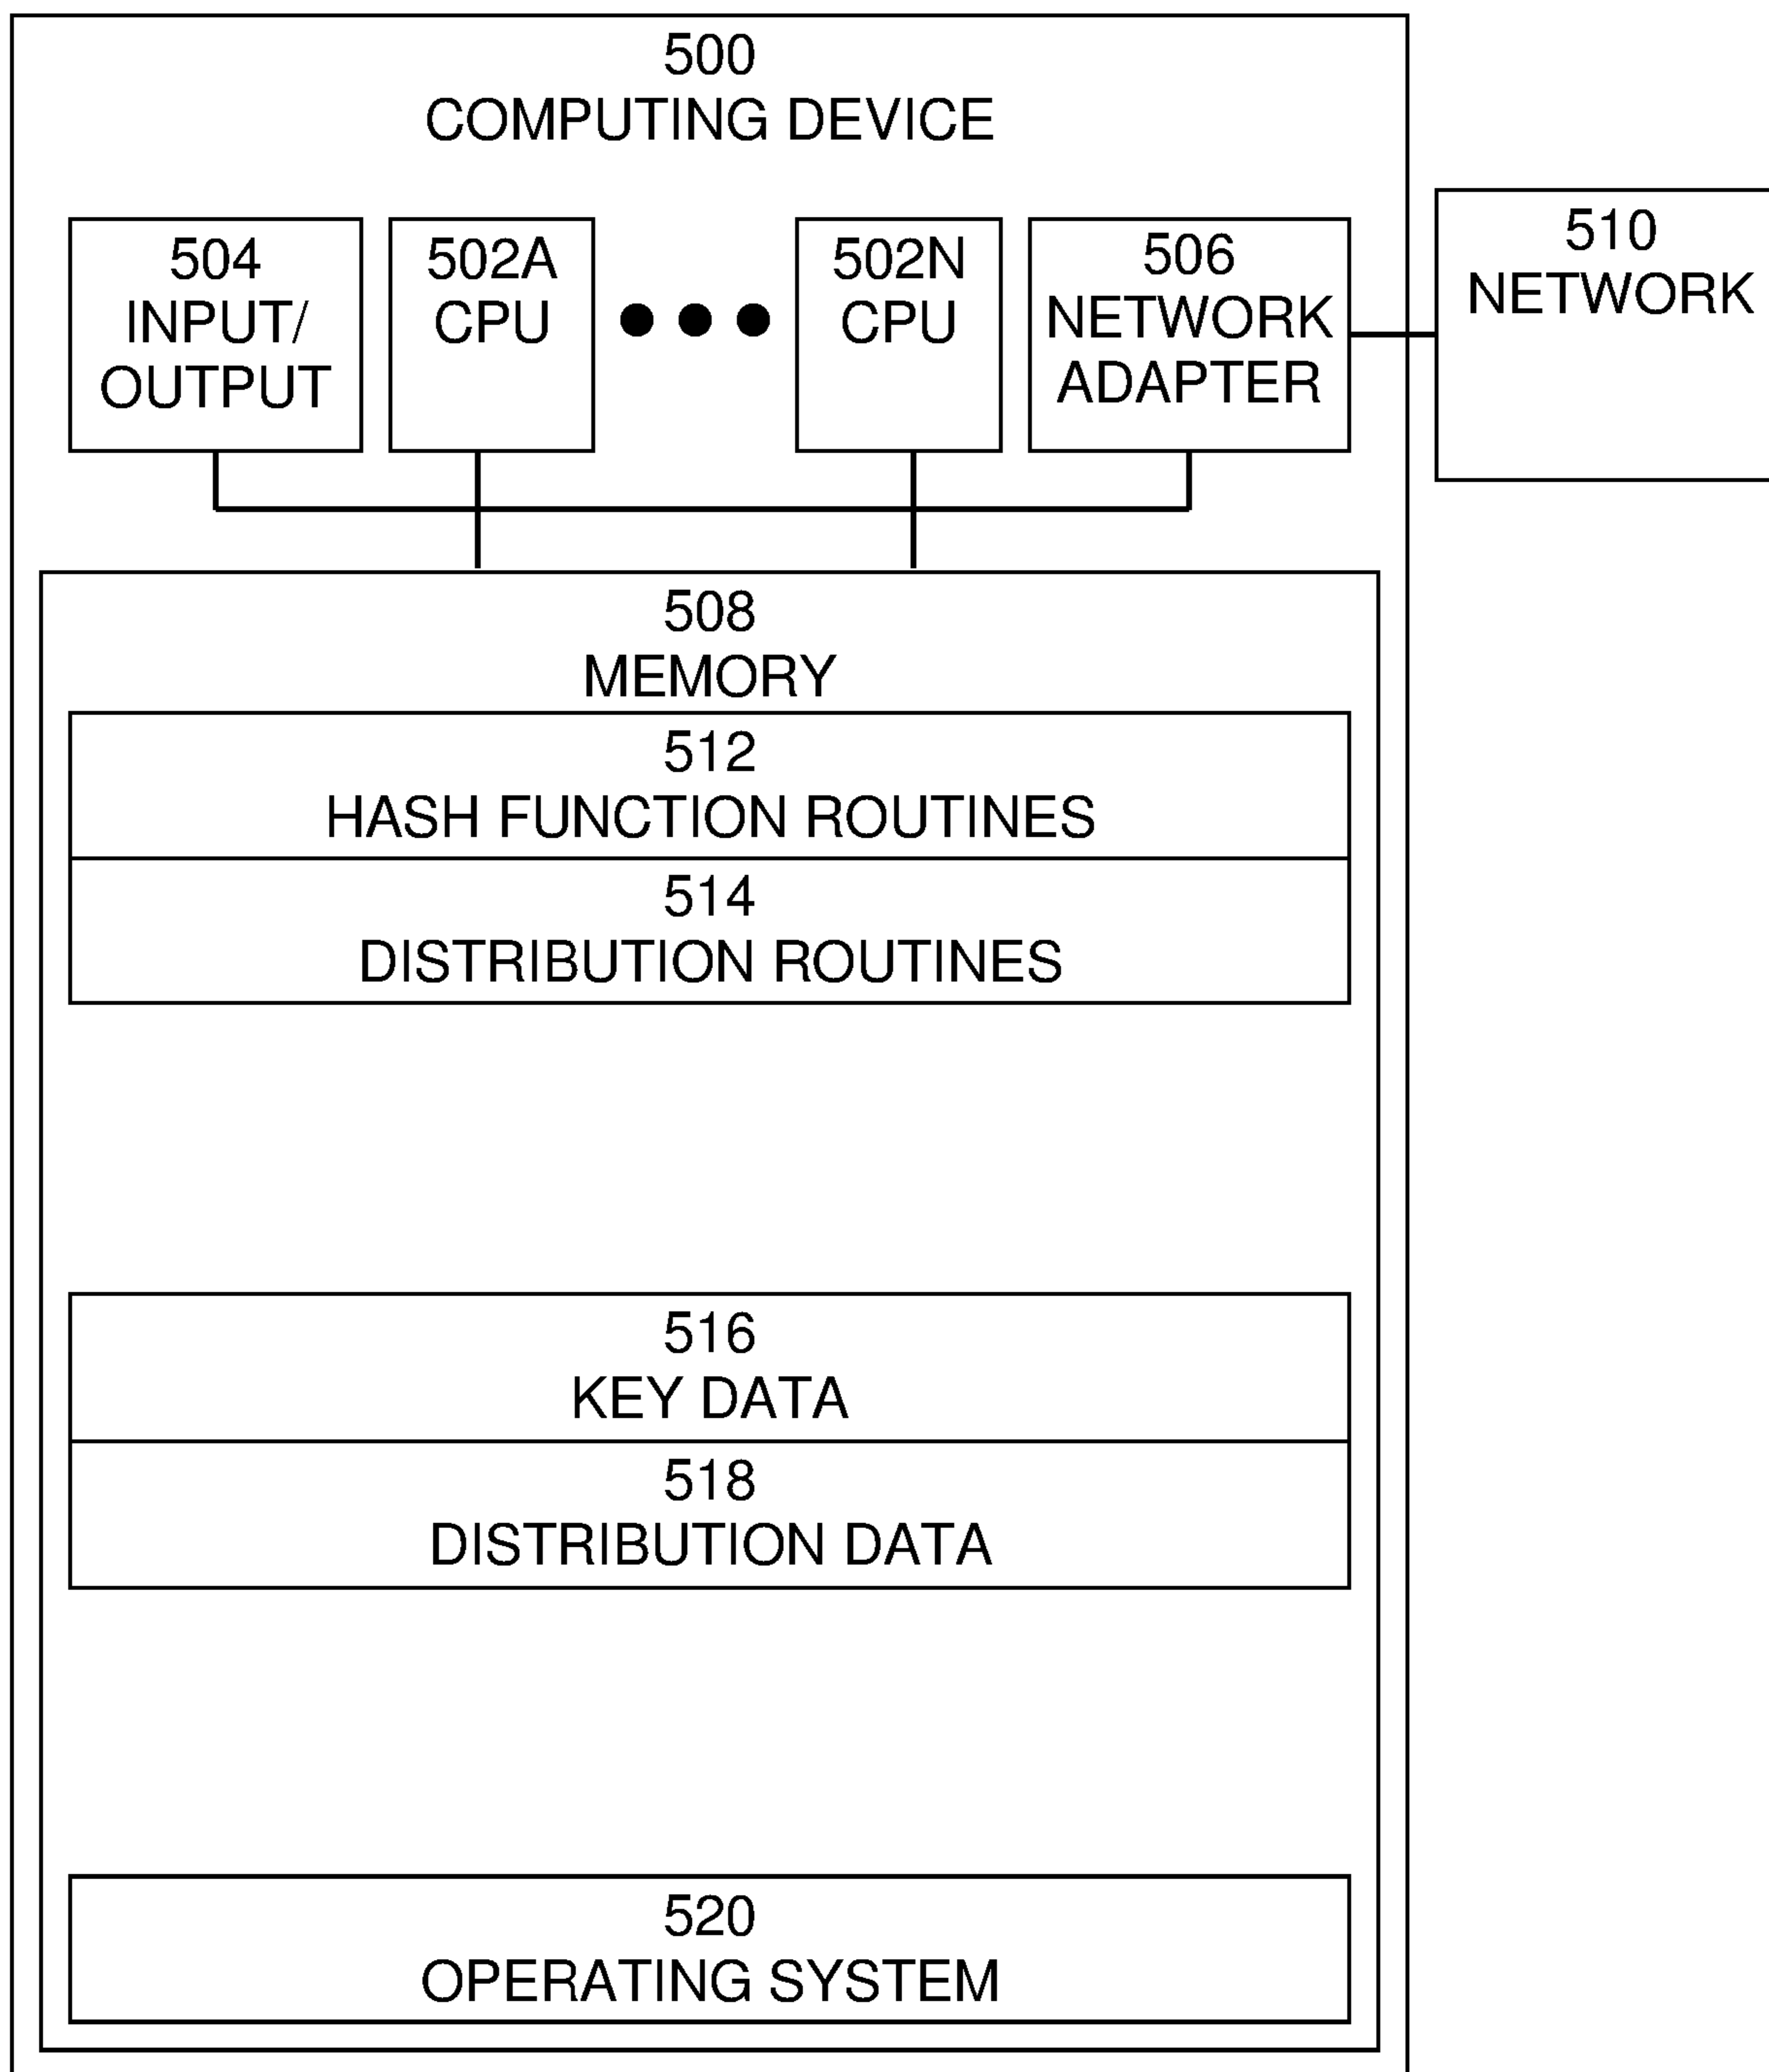 500
COMPUTING DEVICE
504
INPUT/
OUTPUT
502A
CPU
502N
CPU
506
NETWORK
ADAPTER
510
NETWORK
508
MEMORY
512
HASH FUNCTION ROUTINES
514
DISTRIBUTION ROUTINES
516
KEY DATA
518
DISTRIBUTION DATA
520
OPERATING SYSTEM